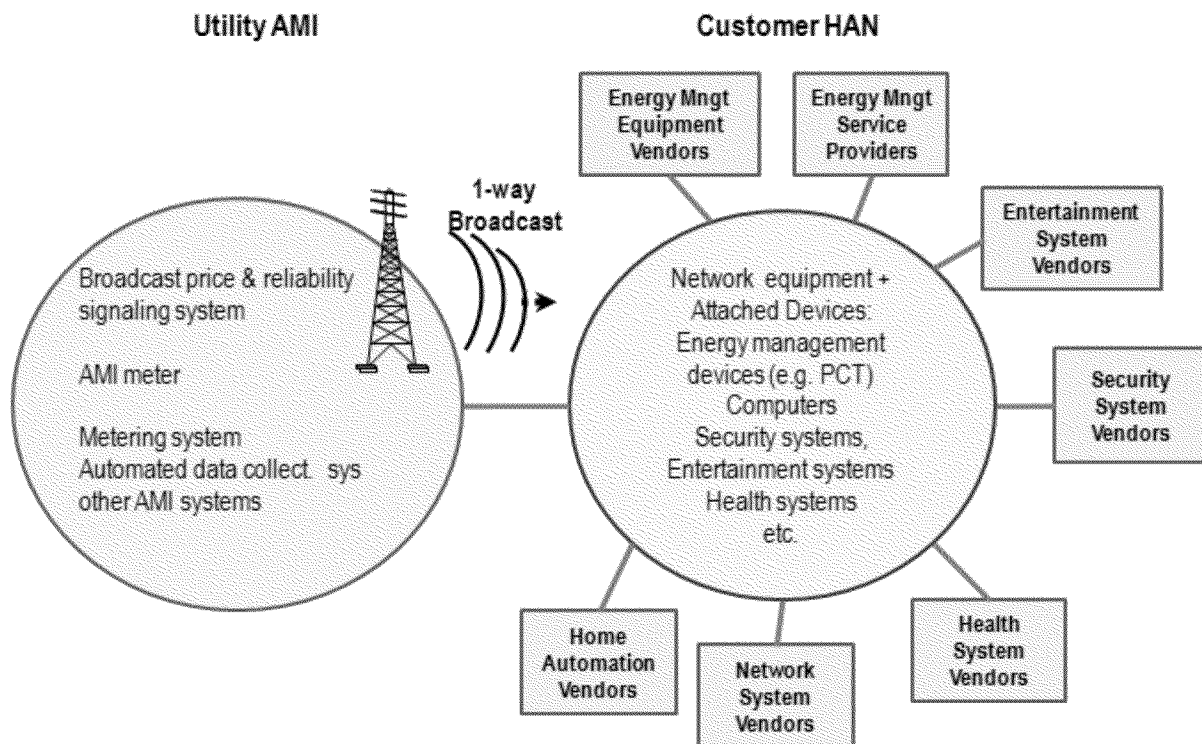 Utility AMI
Customer HAN
Energy Mngt
Equipment
Vendors
Energy Mngt
Service
Providers
1-way
Broadcast
Entertainment
System
Vendors
Broadcast price & reliability
signaling system
AMI meter
Metering system
Automated data collect. sys
other AMI systems
Network equipment +
Attached Devices:
Energy management
devices (e.g. PCT)
Computers
Security systems,
Entertainment systems
Health systems
etc.
Security
System
Vendors
Home
Automation
Vendors
Network
System
Vendors
Health
System
Vendors